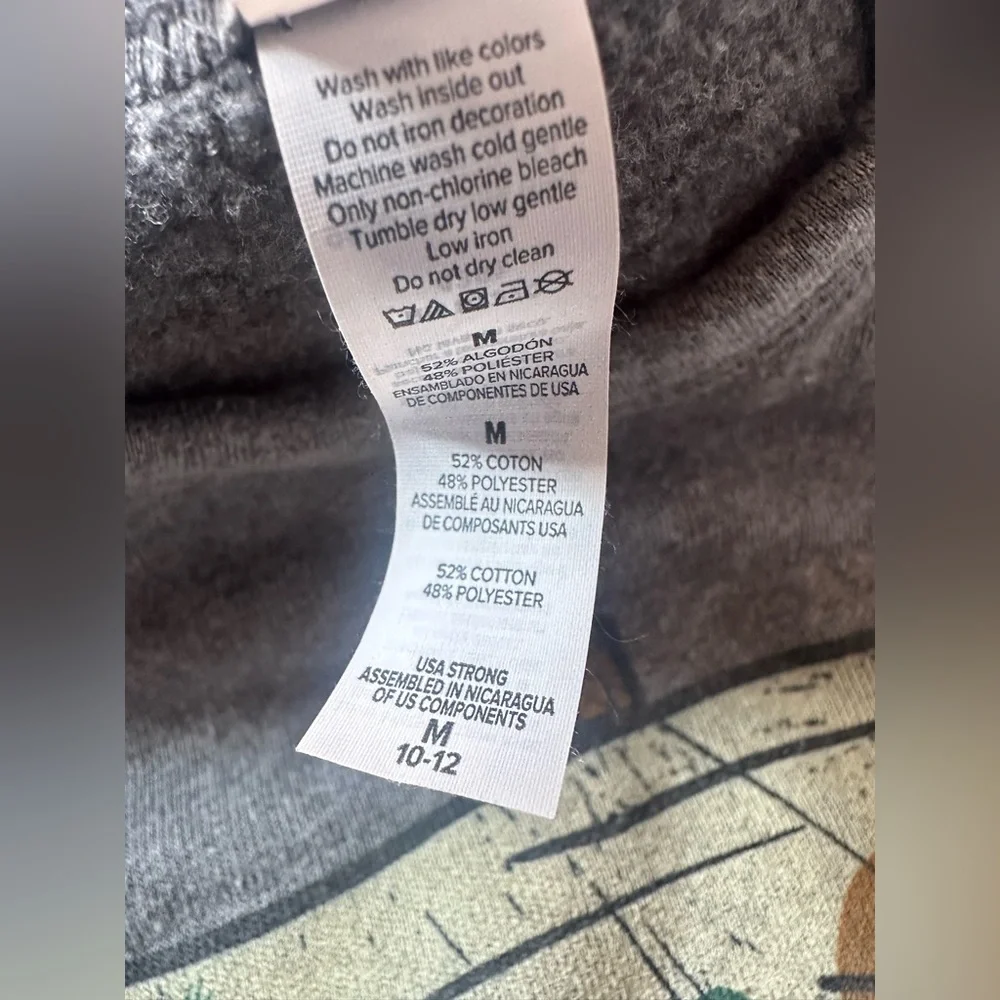 Wash with like colors
Wash inside out
Do not iron decoration
Machine wash cold gentle
Only non-chlorine bleach
Tumble dry low gentle
Low iron
Do not dry clean
M
52% ALGODÓN
48% POLIÉSTER
ENSAMBLADO EN NICARAGUA
DE COMPONENTES DE USA
M
52% COTON
48% POLYESTER
ASSEMBLÉ AU NICARAGUA
DE COMPOSANTS USA
52% COTTON
48% POLYESTER
USA STRONG
ASSEMBLED IN NICARAGUA
OF US COMPONENTS
M
10-12